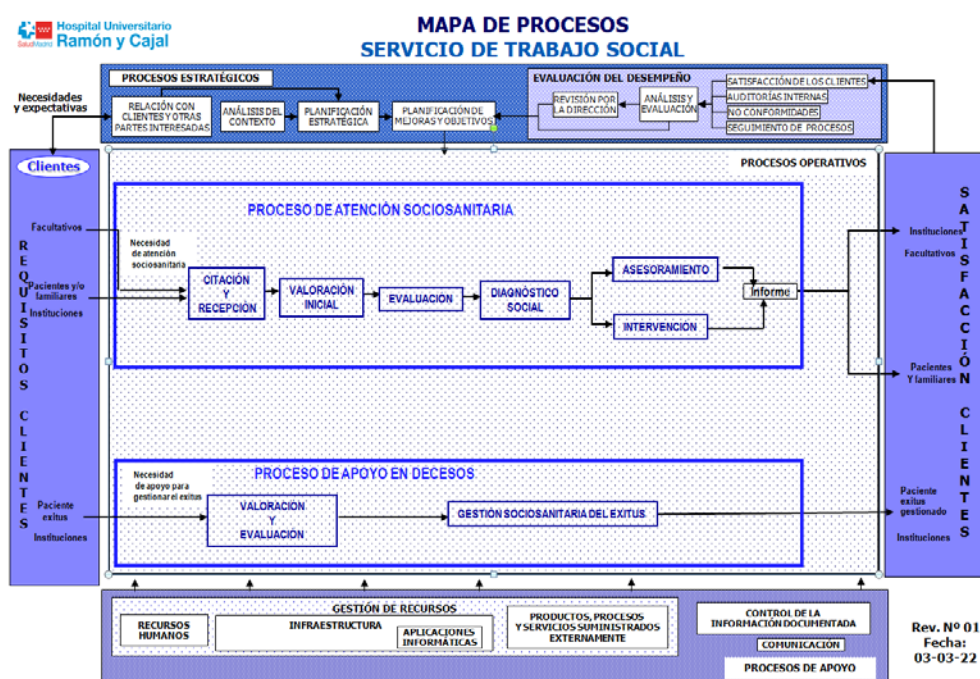 Hospital Universitario
Ramón y Cajal
SaludMadrid
MAPA DE PROCESOS
SERVICIO DE TRABAJO SOCIAL
PROCESOS ESTRATÉGICOS
Necesidades
y expectativas
RELACIÓN CON
CLIENTES Y OTRAS
PARTES INTERESADAS
ANÁLISIS DEL
CONTEXTO
PLANIFICACIÓN
ESTRATÉGICA
PLANIFICACIÓN DE
MEJORAS Y OBJETIVOS
EVALUACIÓN DEL DESEMPEÑO
REVISIÓN POR
LA DIRECCIÓN
ANÁLISIS Y
EVALUACIÓN
SATISFACCIÓN DE LOS CLIENTES
AUDITORÍAS INTERNAS
NO CONFORMIDADES
SEGUIMIENTO DE PROCESOS
Clientes
REQUISITOS CLIENTES
Facultativos
Pacientes y/o
familiares
Instituciones
Paciente
exitus
Instituciones
PROCESOS OPERATIVOS
PROCESO DE ATENCIÓN SOCIOSANITARIA
Necesidad
de atención
sociosanitaria
CITACIÓN
Y
RECEPCIÓN
VALORACIÓN
INICIAL
EVALUACIÓN
DIAGNÓSTICO
SOCIAL
ASESORAMIENTO
INTERVENCIÓN
Informe
PROCESO DE APOYO EN DECESOS
Necesidad
de apoyo para
gestionar el exitus
VALORACIÓN
Y
EVALUACIÓN
GESTIÓN SOCIOSANITARIA DEL EXITUS
SATISFACCIÓN CLIENTES
Instituciones
Facultativos
Pacientes
Y familiares
Paciente
exitus
gestionado
Instituciones
GESTIÓN DE RECURSOS
RECURSOS
HUMANOS
INFRAESTRUCTURA
APLICACIONES
INFORMÁTICAS
PRODUCTOS, PROCESOS
Y SERVICIOS SUMINISTRADOS
EXTERNAMENTE
CONTROL DE LA
INFORMACIÓN DOCUMENTADA
COMUNICACIÓN
PROCESOS DE APOYO
Rev. Nº 01
Fecha:
03-03-22